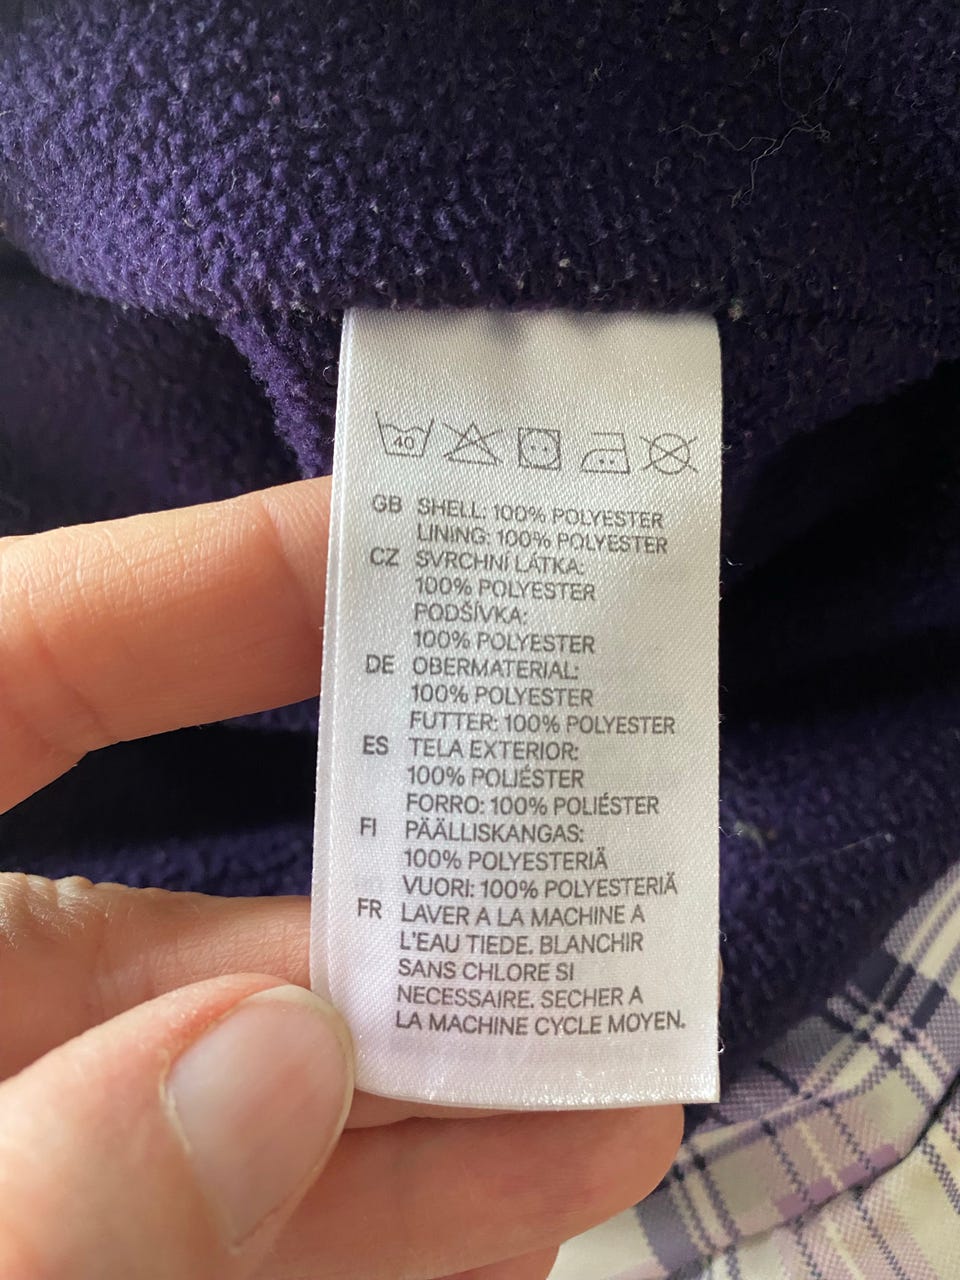 40
GB SHELL: 100% POLYESTER
LINING: 100% POLYESTER
CZ SVRCHNÍ LÁTKA:
100% POLYESTER
PODŠÍVKA:
100% POLYESTER
DE OBERMATERIAL:
100% POLYESTER
FUTTER: 100% POLYESTER
ES TELA EXTERIOR:
100% POLIÉSTER
FORRO: 100% POLIÉSTER
FI PÄÄLLISKANGAS:
100% POLYESTERIÄ
VUORI: 100% POLYESTERIÄ
FR LAVER A LA MACHINE A
L'EAU TIEDE. BLANCHIR
SANS CHLORE SI
NECESSAIRE. SECHER A
LA MACHINE CYCLE MOYEN.